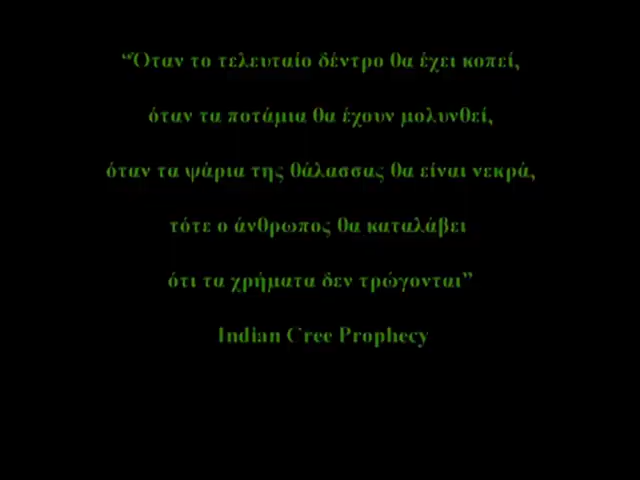 “Όταν το τελευταίο δέντρο θα έχει κοπεί,
όταν τα ποτάμια θα έχουν μολυνθεί,
όταν τα ψάρια της θάλασσας θα είναι νεκρά,
τότε ο άνθρωπος θα καταλάβει
ότι τα χρήματα δεν τρώγονται”
Indian Cree Prophecy